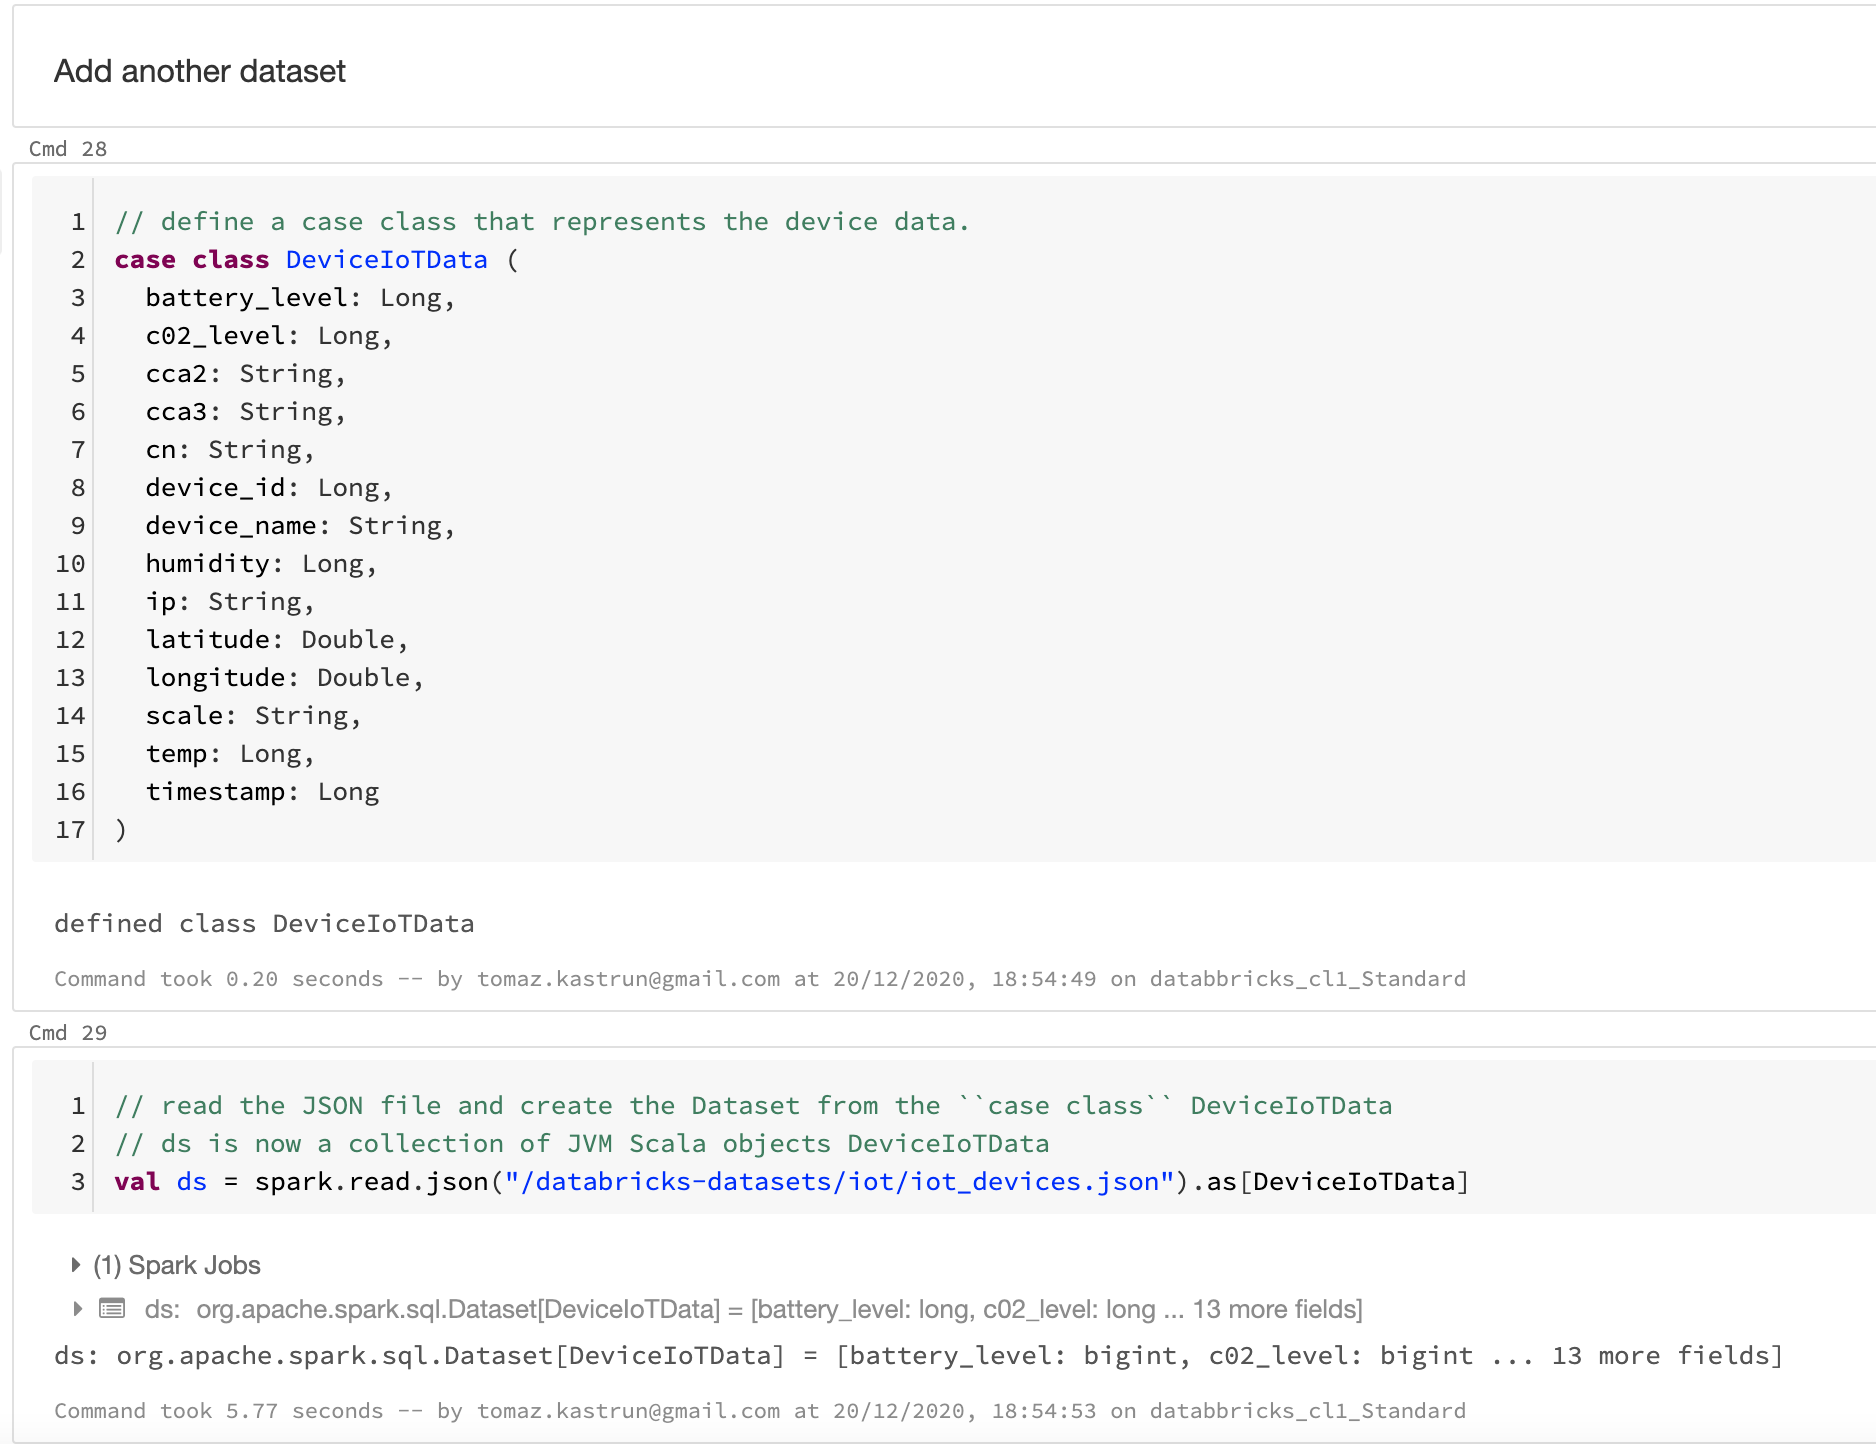 Add another dataset
Cmd 28
1 // define a case class that represents the device data.
2 case class DeviceIoTData (
3   battery_level: Long,
4   c02_level: Long,
5   cca2: String,
6   cca3: String,
7   cn: String,
8   device_id: Long,
9   device_name: String,
10   humidity: Long,
11   ip: String,
12   latitude: Double,
13   longitude: Double,
14   scale: String,
15   temp: Long,
16   timestamp: Long
17 )
defined class DeviceIoTData
Command took 0.20 seconds -- by tomaz.kastrun@gmail.com at 20/12/2020, 18:54:49 on databbricks_cl1_Standard
Cmd 29
1 // read the JSON file and create the Dataset from the ``case class`` DeviceIoTData
2 // ds is now a collection of JVM Scala objects DeviceIoTData
3 val ds = spark.read.json("/databricks-datasets/iot/iot_devices.json").as[DeviceIoTData]
(1) Spark Jobs
ds: org.apache.spark.sql.Dataset[DeviceIoTData] = [battery_level: long, c02_level: long ... 13 more fields]
ds: org.apache.spark.sql.Dataset[DeviceIoTData] = [battery_level: bigint, c02_level: bigint ... 13 more fields]
Command took 5.77 seconds -- by tomaz.kastrun@gmail.com at 20/12/2020, 18:54:53 on databbricks_cl1_Standard